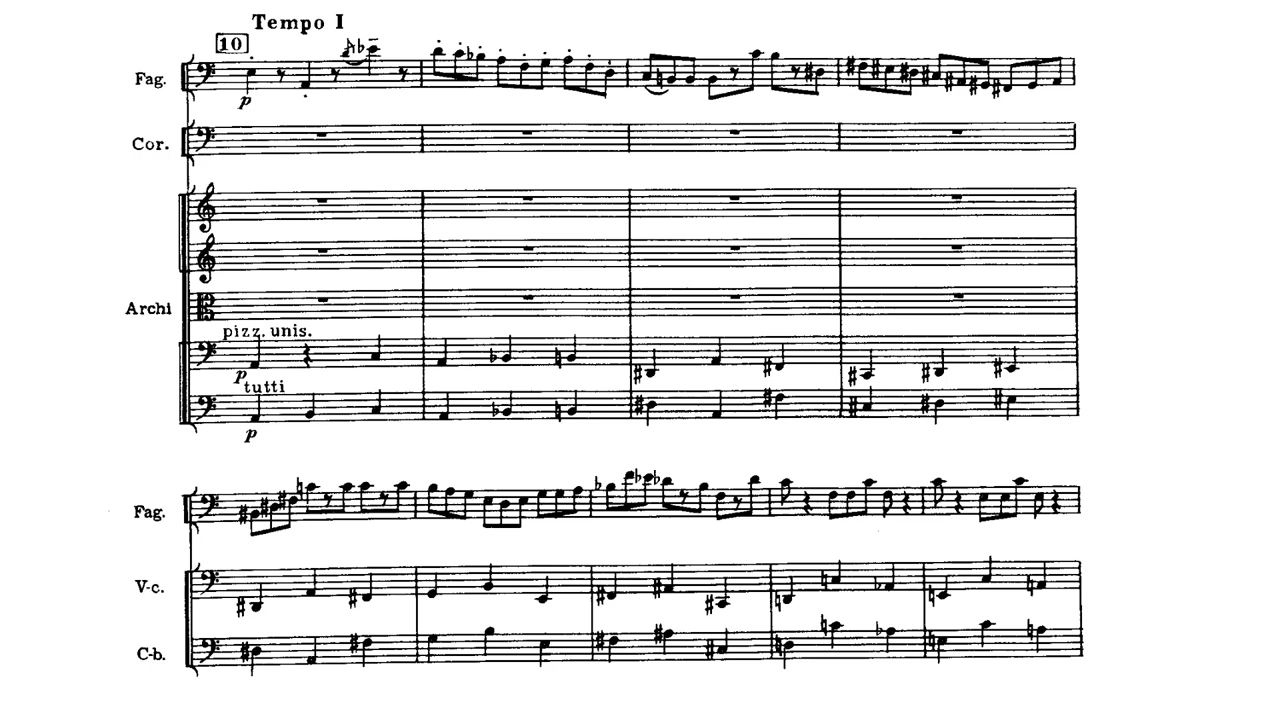 Tempo I
10
Fag.
p
Cor.
Archi
pizz. unis.
p
tutti
p
Fag.
V-c.
C-b.